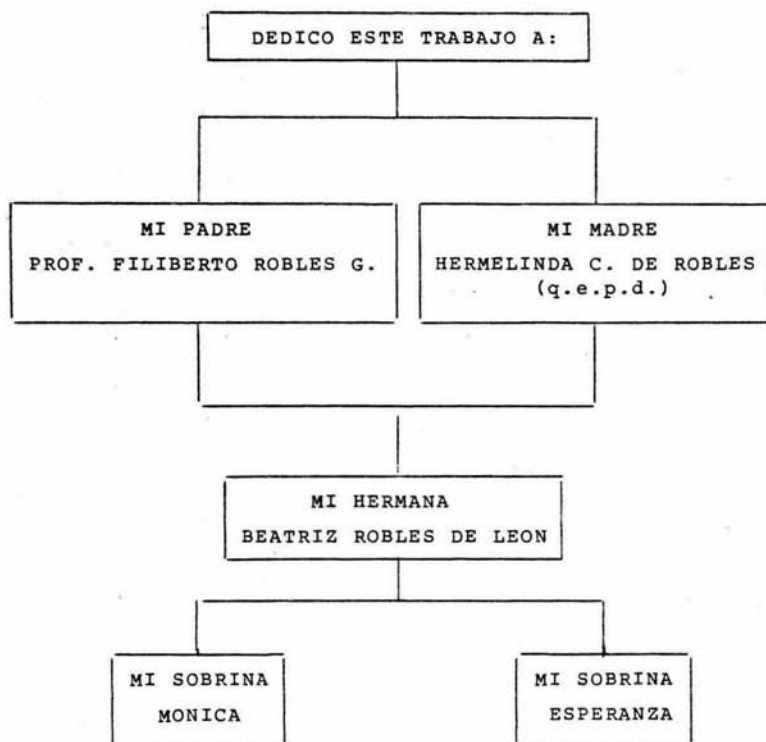 DEDICO ESTE TRABAJO A:
MI PADRE
PROF. FILIBERTO ROBLES G.
MI MADRE
HERMELINDA C. DE ROBLES
(q.e.p.d.)
MI HERMANA
BEATRIZ ROBLES DE LEON
MI SOBRINA
MONICA
MI SOBRINA
ESPERANZA